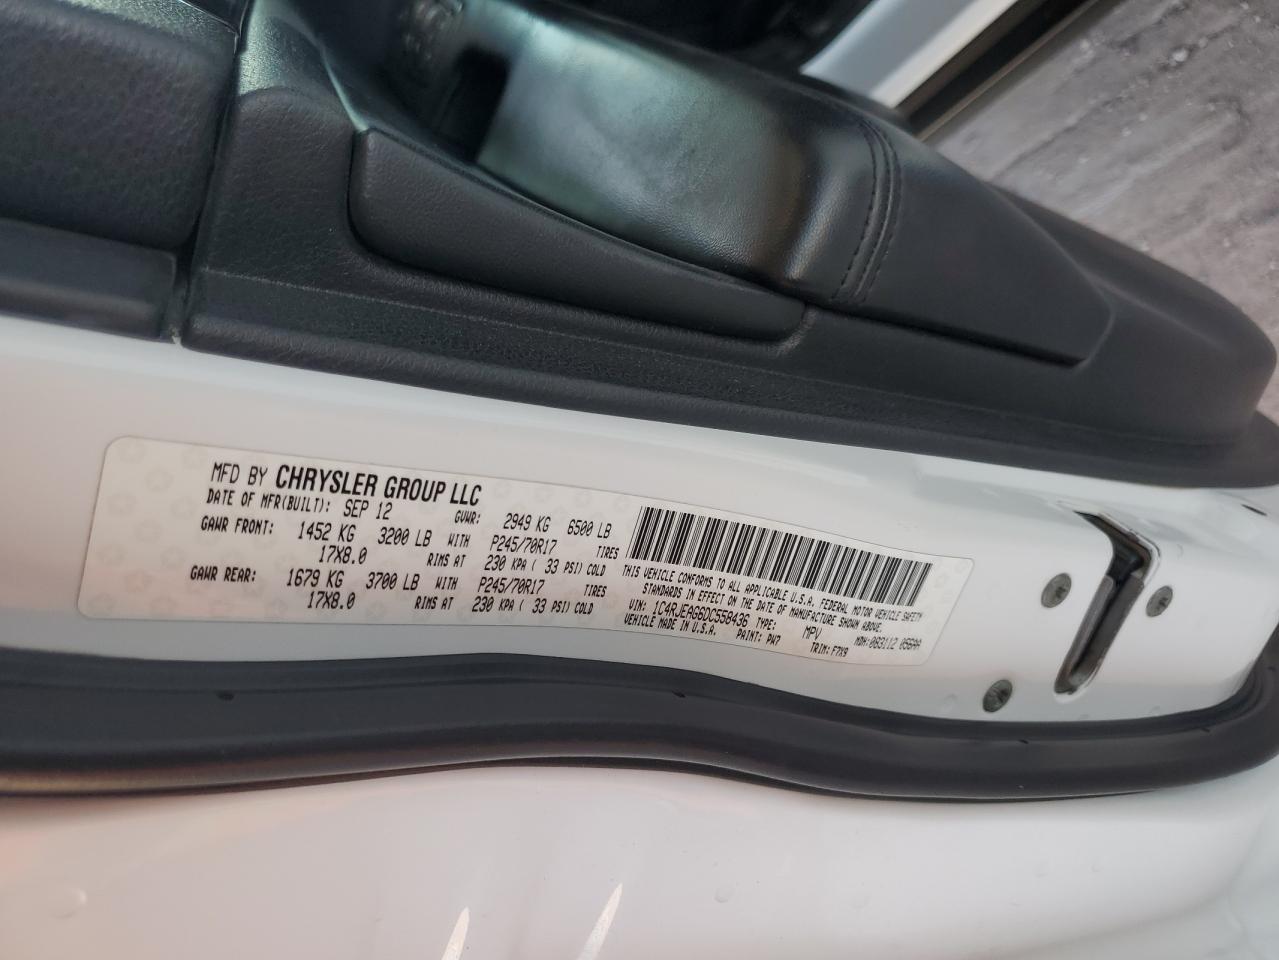 MFD BY CHRYSLER GROUP LLC
DATE OF MFR(BUILT): SEP 12 GVWR: 2949 KG 6500 LB
GAWR FRONT: 1452 KG 3200 LB WITH P245/70R17 TIRES
17X8.0 RIMS AT 230 KPA ( 33 PSI) COLD
GAWR REAR: 1679 KG 3700 LB WITH P245/70R17 TIRES
17X8.0 RIMS AT 230 KPA ( 33 PSI) COLD
THIS VEHICLE CONFORMS TO ALL APPLICABLE U.S.A. FEDERAL MOTOR VEHICLE SAFETY
STANDARDS IN EFFECT ON THE DATE OF MANUFACTURE SHOWN ABOVE.
VIN: 1C4RJEAG6DC550436 TYPE: MPV MDH:083112 056AA
VEHICLE MADE IN U.S.A. PAINT: PW7 TRIM: F7X9